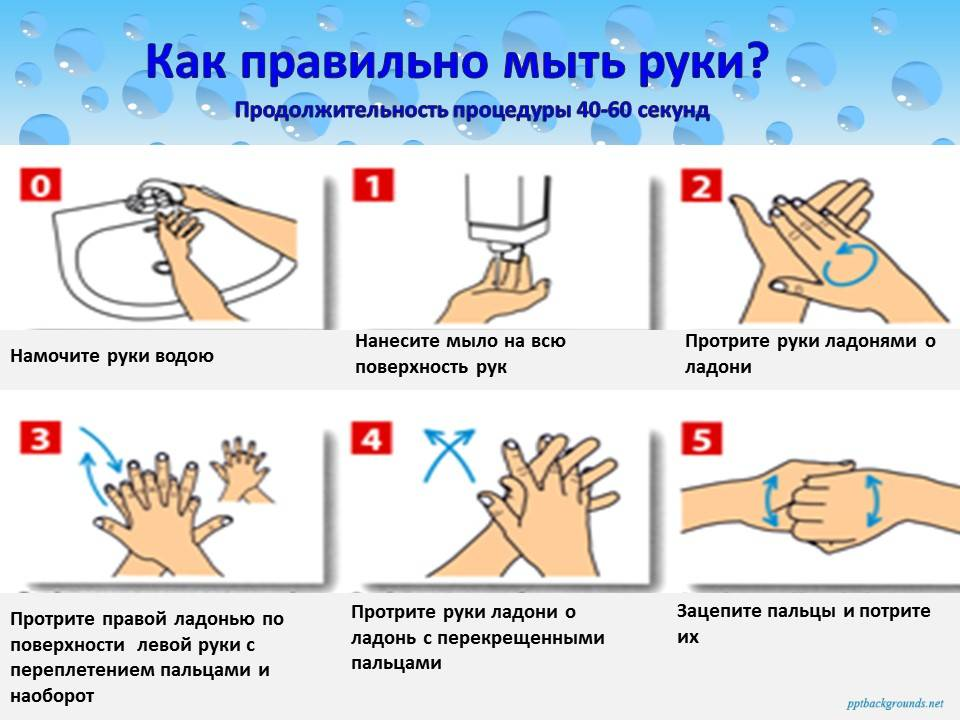 Как правильно мыть руки?
Продолжительность процедуры 40-60 секунд
0
1
2
Намочите руки водою
Нанесите мыло на всю
поверхность рук
Протрите руки ладонями о
ладони
3
4
5
Протрите правой ладонью по
поверхности левой руки с
переплетением пальцами и
наоборот
Протрите руки ладони о
ладонь с перекрещенными
пальцами
Зацепите пальцы и потрите
их
pptbackgrounds.net